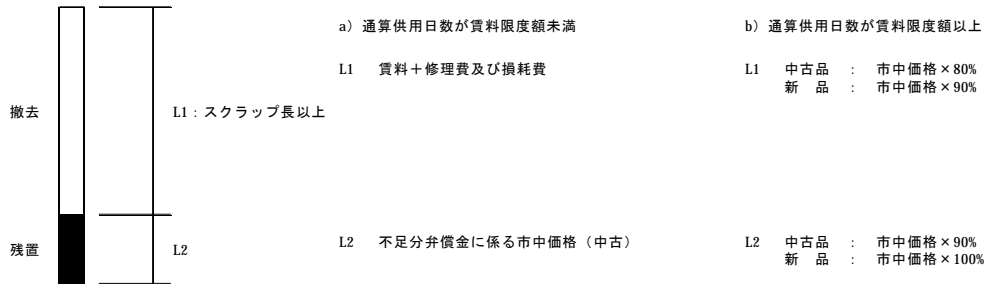 a）通算供用日数が賃料限度額未満
b）通算供用日数が賃料限度額以上
L1　賃料＋修理費及び損耗費
L1　中古品　：　市中価格×80%
新　品　：　市中価格×90%
撤去
L1：スクラップ長以上
残置
L2
L2　不足分弁償金に係る市中価格（中古）
L2　中古品　：　市中価格×90%
新　品　：　市中価格×100%